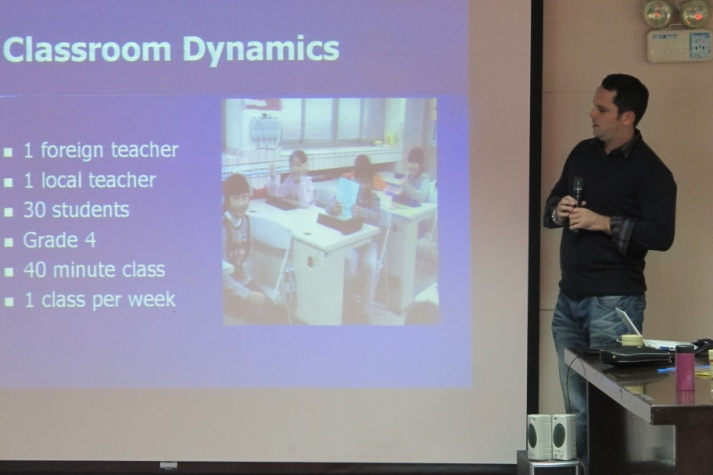 Classroom Dynamics
1 foreign teacher
1 local teacher
30 students
Grade 4
40 minute class
1 class per week